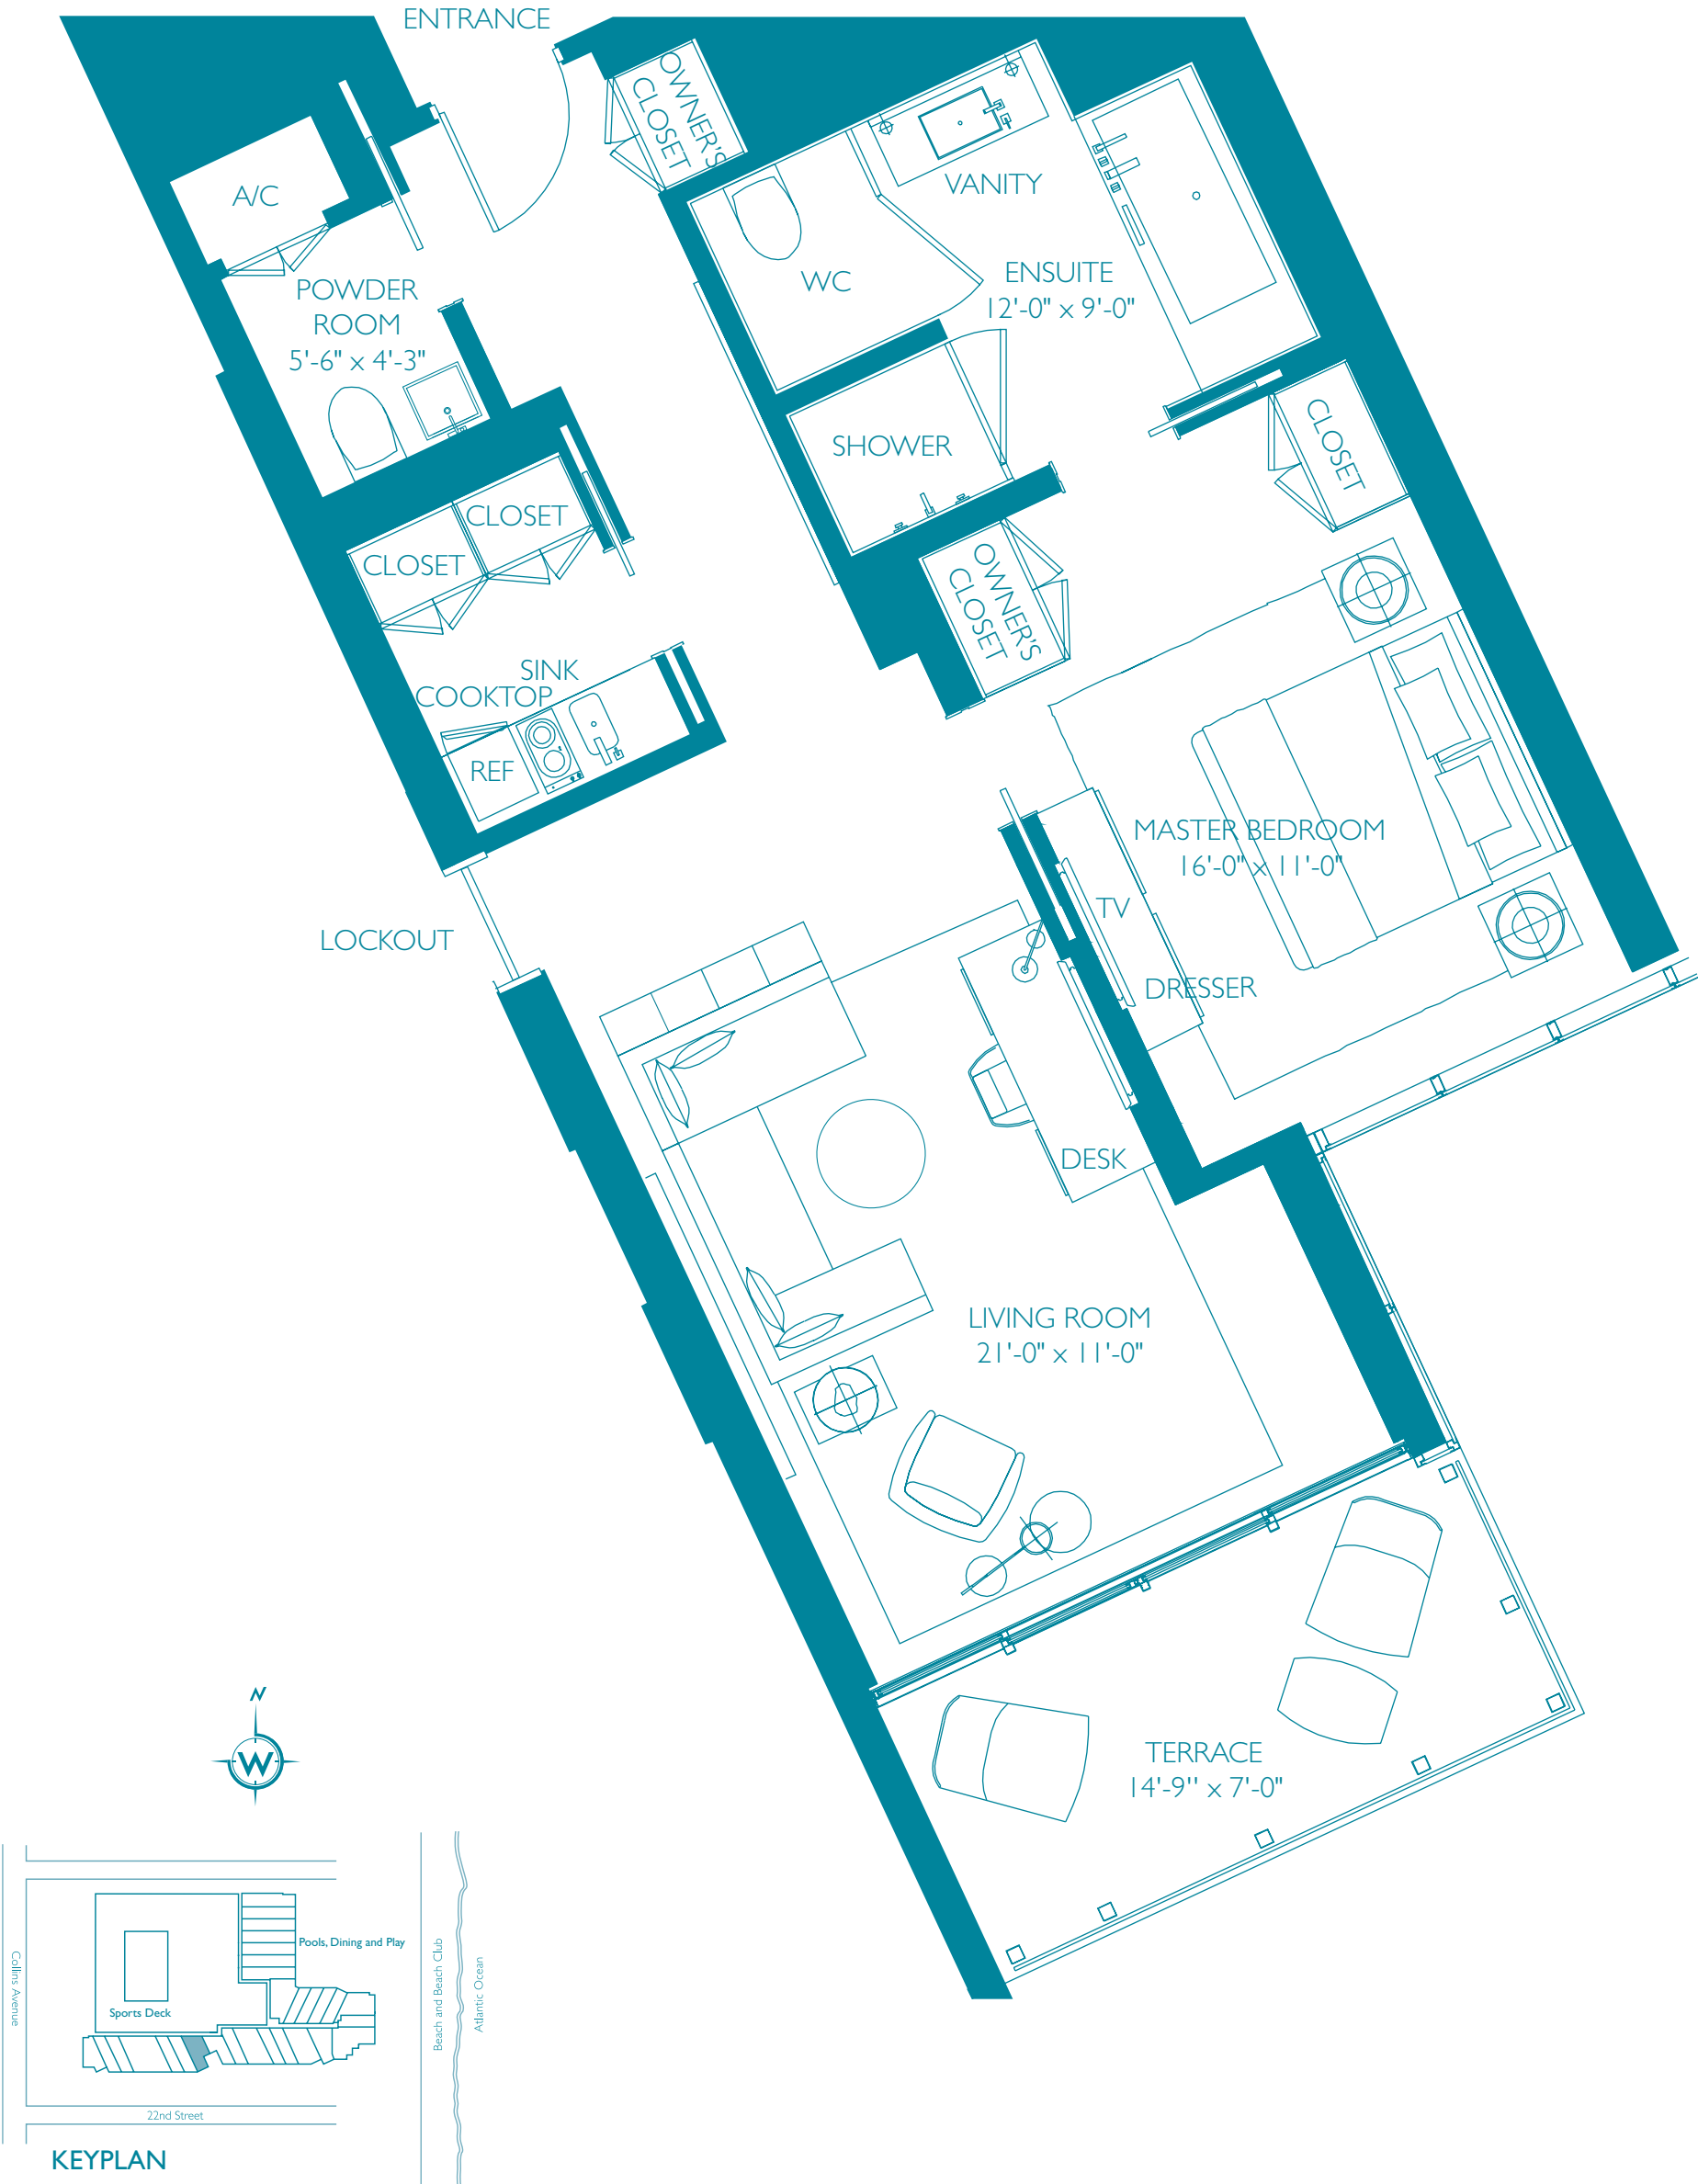 ENTRANCE
OWNER'S
CLOSET
A/C
VANITY
POWDER
ROOM
5'-6" x 4'-3"
WC
ENSUITE
12'-0" x 9'-0"
SHOWER
CLOSET
CLOSET
CLOSET
OWNER'S
CLOSET
SINK
COOKTOP
REF
MASTER BEDROOM
16'-0" x 11'-0"
TV
LOCKOUT
DRESSER
DESK
LIVING ROOM
21'-0" x 11'-0"
TERRACE
14'-9'' x 7'-0"
N
W
Pools, Dining and Play
Sports Deck
Collins Avenue
Beach and Beach Club
Atlantic Ocean
22nd Street
KEYPLAN